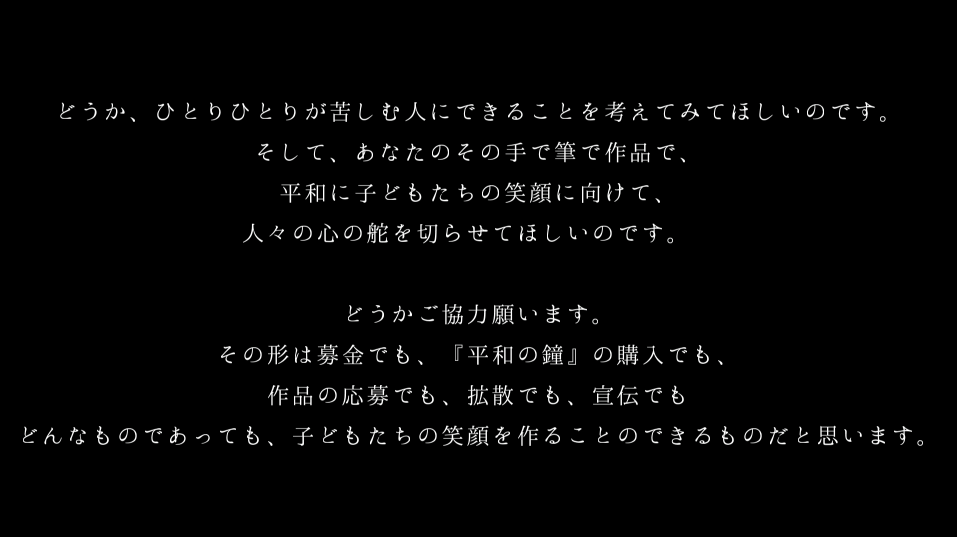 どうか、ひとりひとりが苦しむ人にできることを考えてみてほしいのです。
そして、あなたのその手で筆で作品で、
平和に子どもたちの笑顔に向けて、
人々の心の舵を切らせてほしいのです。
どうかご協力願います。
その形は募金でも、『平和の鐘』の購入でも、
作品の応募でも、拡散でも、宣伝でも
どんなものであっても、子どもたちの笑顔を作ることのできるものだと思います。